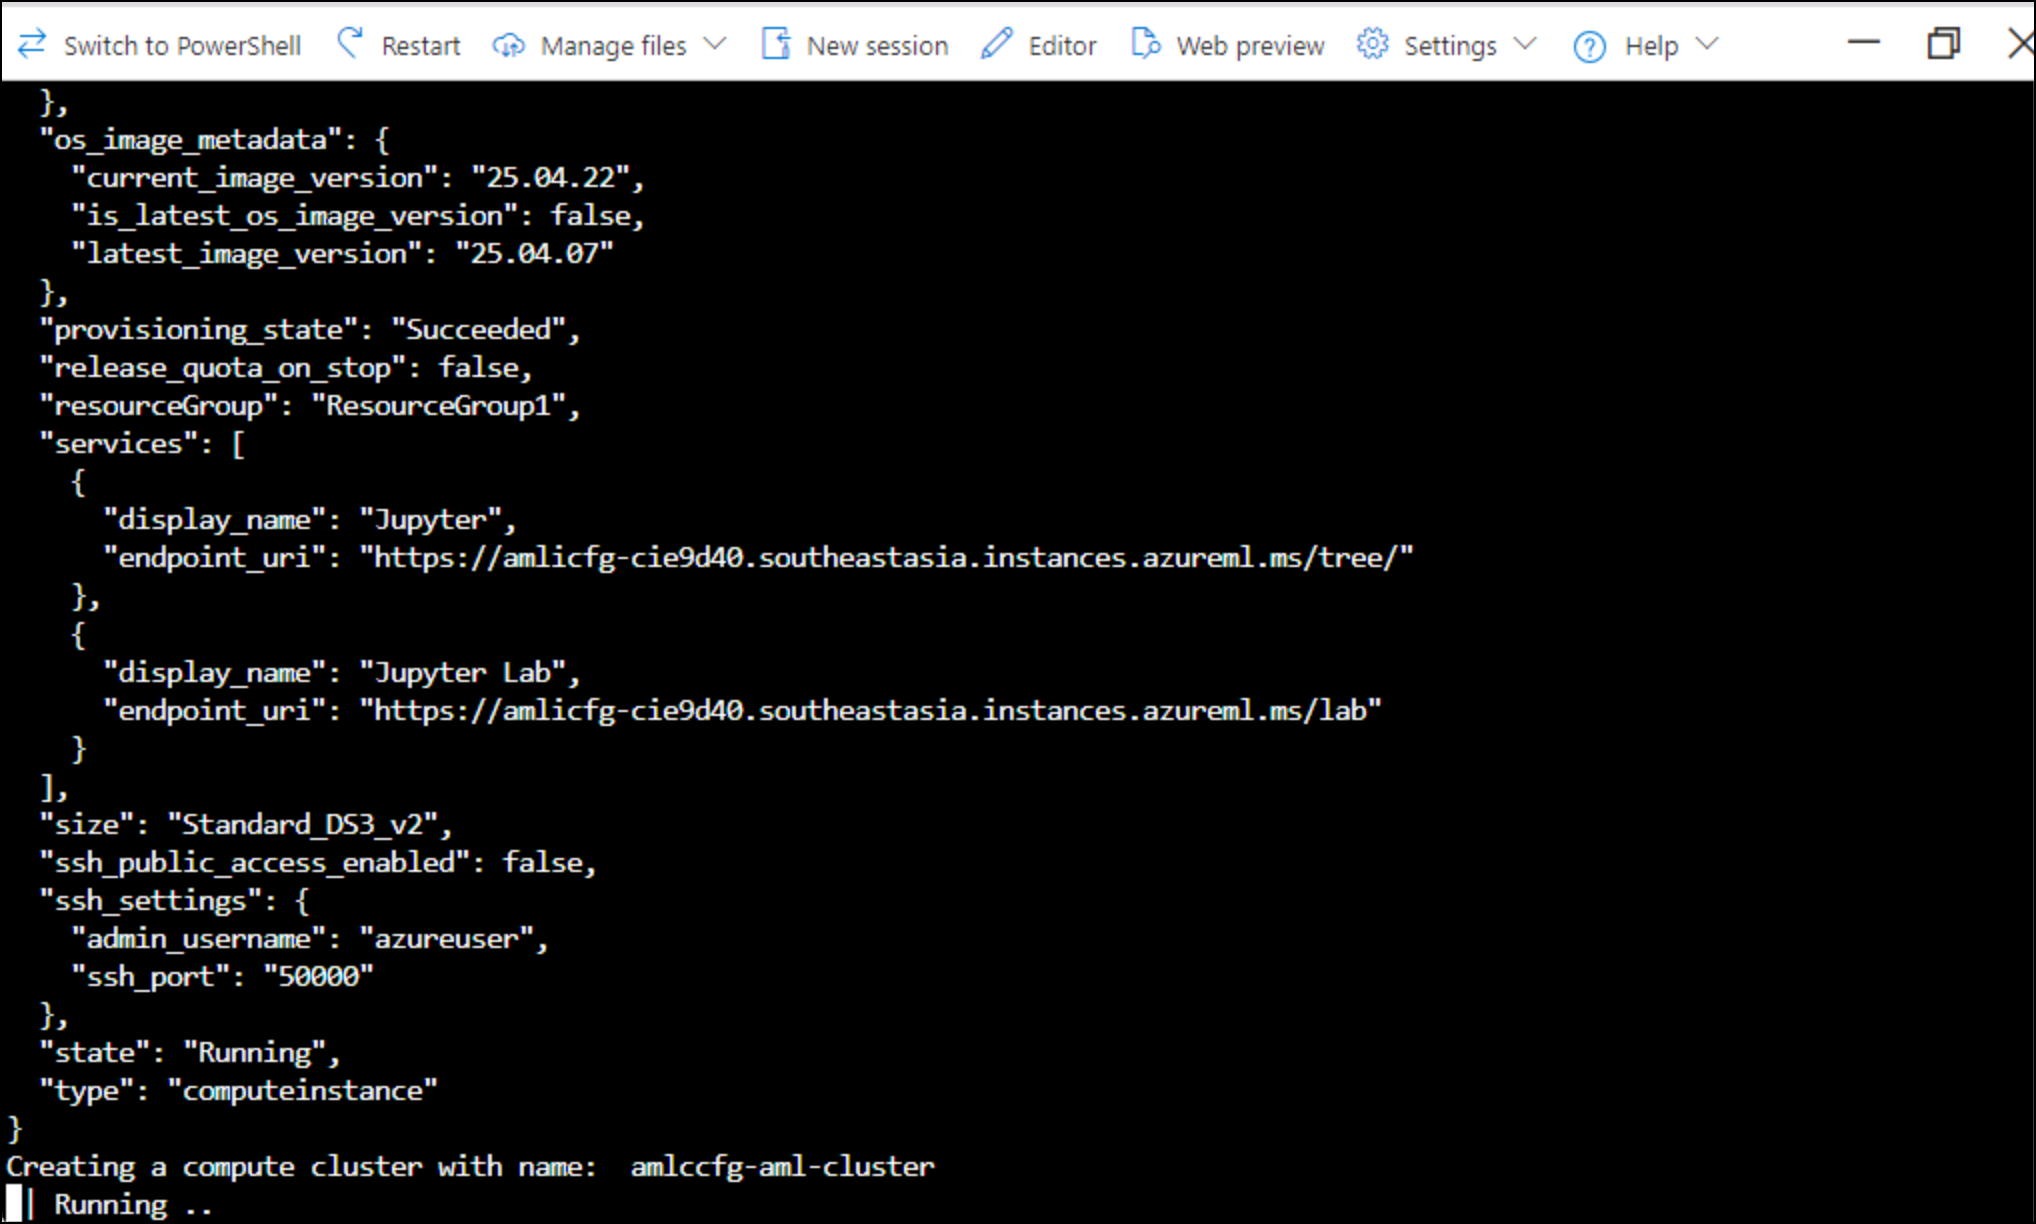 Switch to PowerShell Restart Manage files New session Editor Web preview Settings Help
},
"os_image_metadata": {
"current_image_version": "25.04.22",
"is_latest_os_image_version": false,
"latest_image_version": "25.04.07"
},
"provisioning_state": "Succeeded",
"release_quota_on_stop": false,
"resourceGroup": "ResourceGroup1",
"services": [
{
"display_name": "Jupyter",
"endpoint_uri": "https://amlicfg-cie9d40.southeastasia.instances.azureml.ms/tree/"
},
{
"display_name": "Jupyter Lab",
"endpoint_uri": "https://amlicfg-cie9d40.southeastasia.instances.azureml.ms/lab"
}
],
"size": "Standard_DS3_v2",
"ssh_public_access_enabled": false,
"ssh_settings": {
"admin_username": "azureuser",
"ssh_port": "50000"
},
"state": "Running",
"type": "computeinstance"
}
Creating a compute cluster with name:  amlccfg-aml-cluster
| Running ..